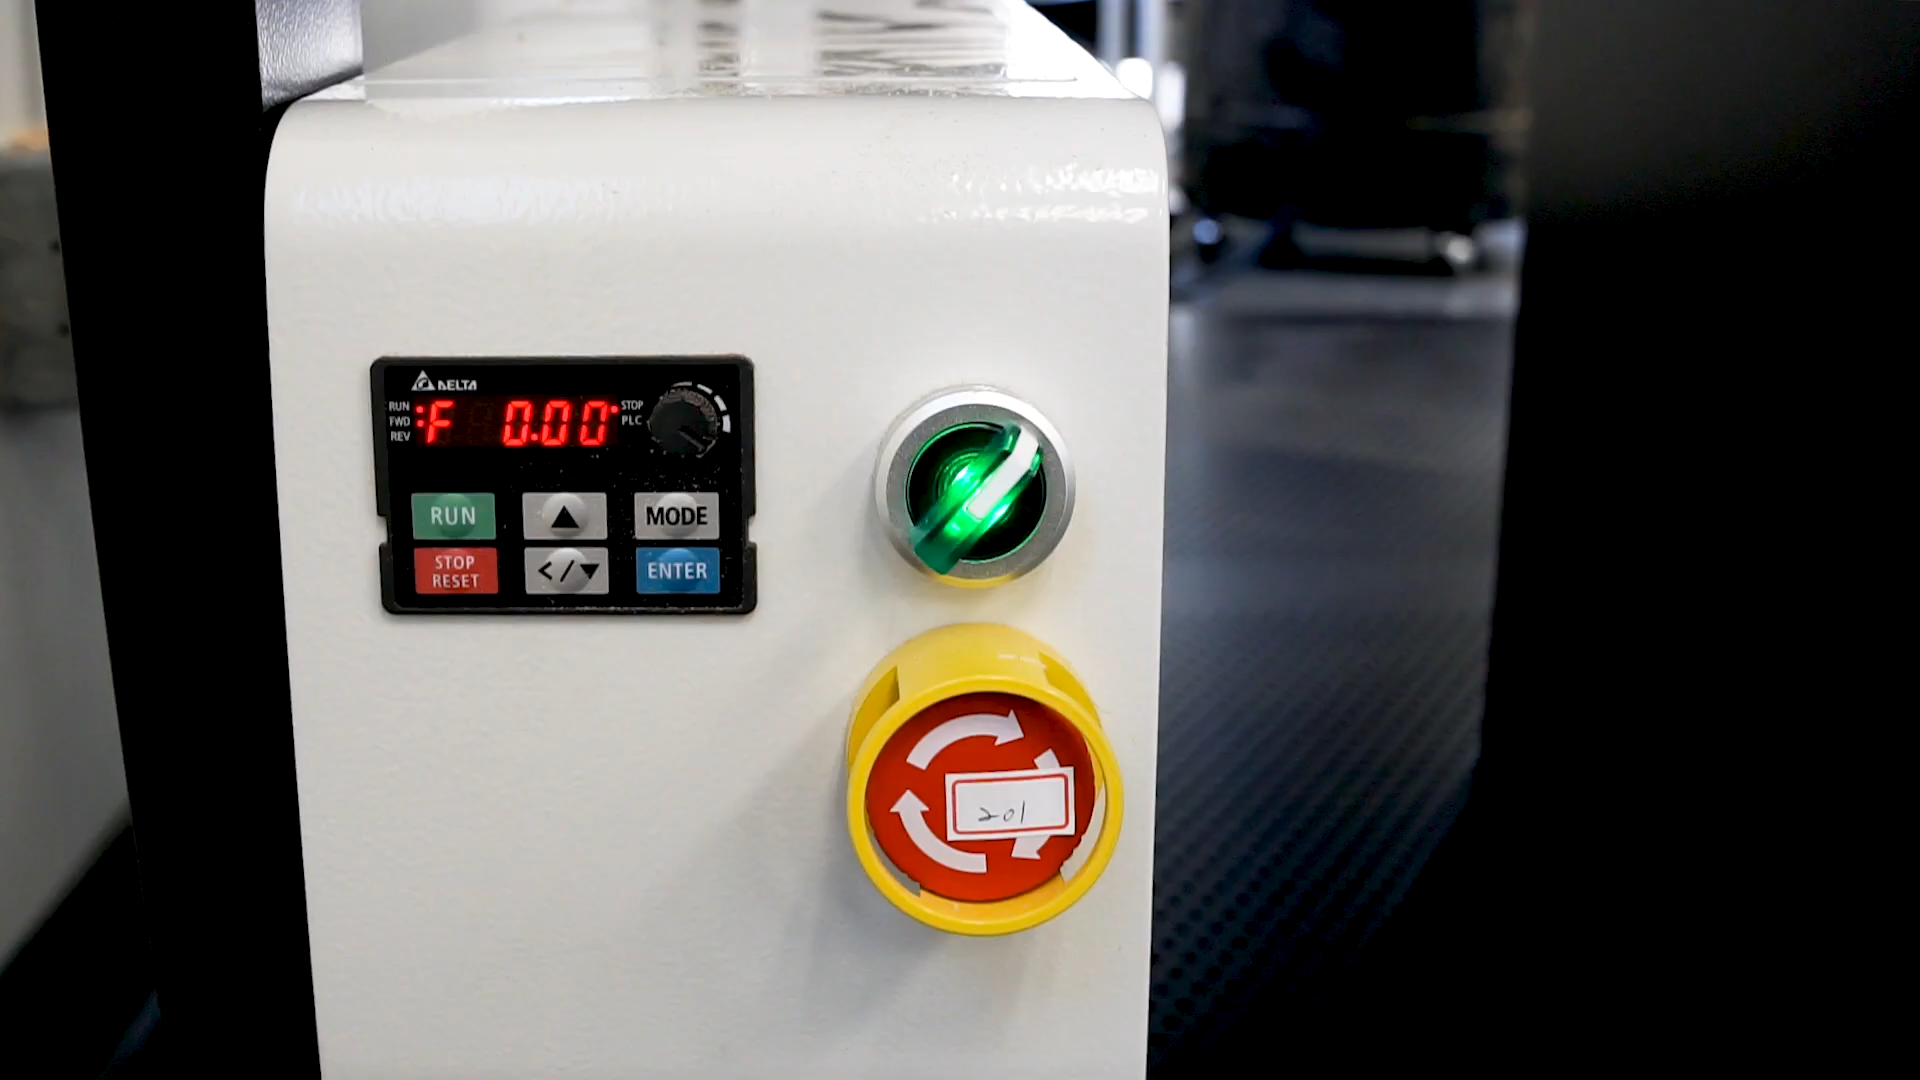 DELTA
RUN
FWD
REV
F 0.00
STOP
PLC
RUN
▲
MODE
STOP
RESET
</▼
ENTER
201